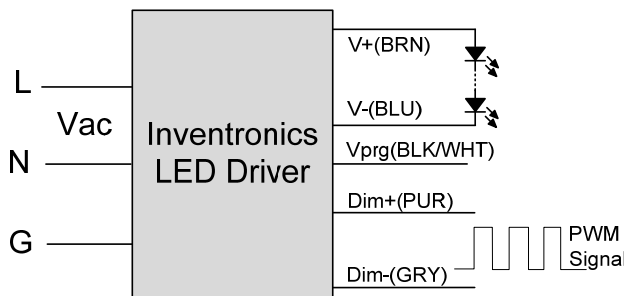 L
Vac
N
G
Inventronics
LED Driver
V+(BRN)
V-(BLU)
Vprg(BLK/WHT)
Dim+(PUR)
Dim-(GRY)
PWM
Signal